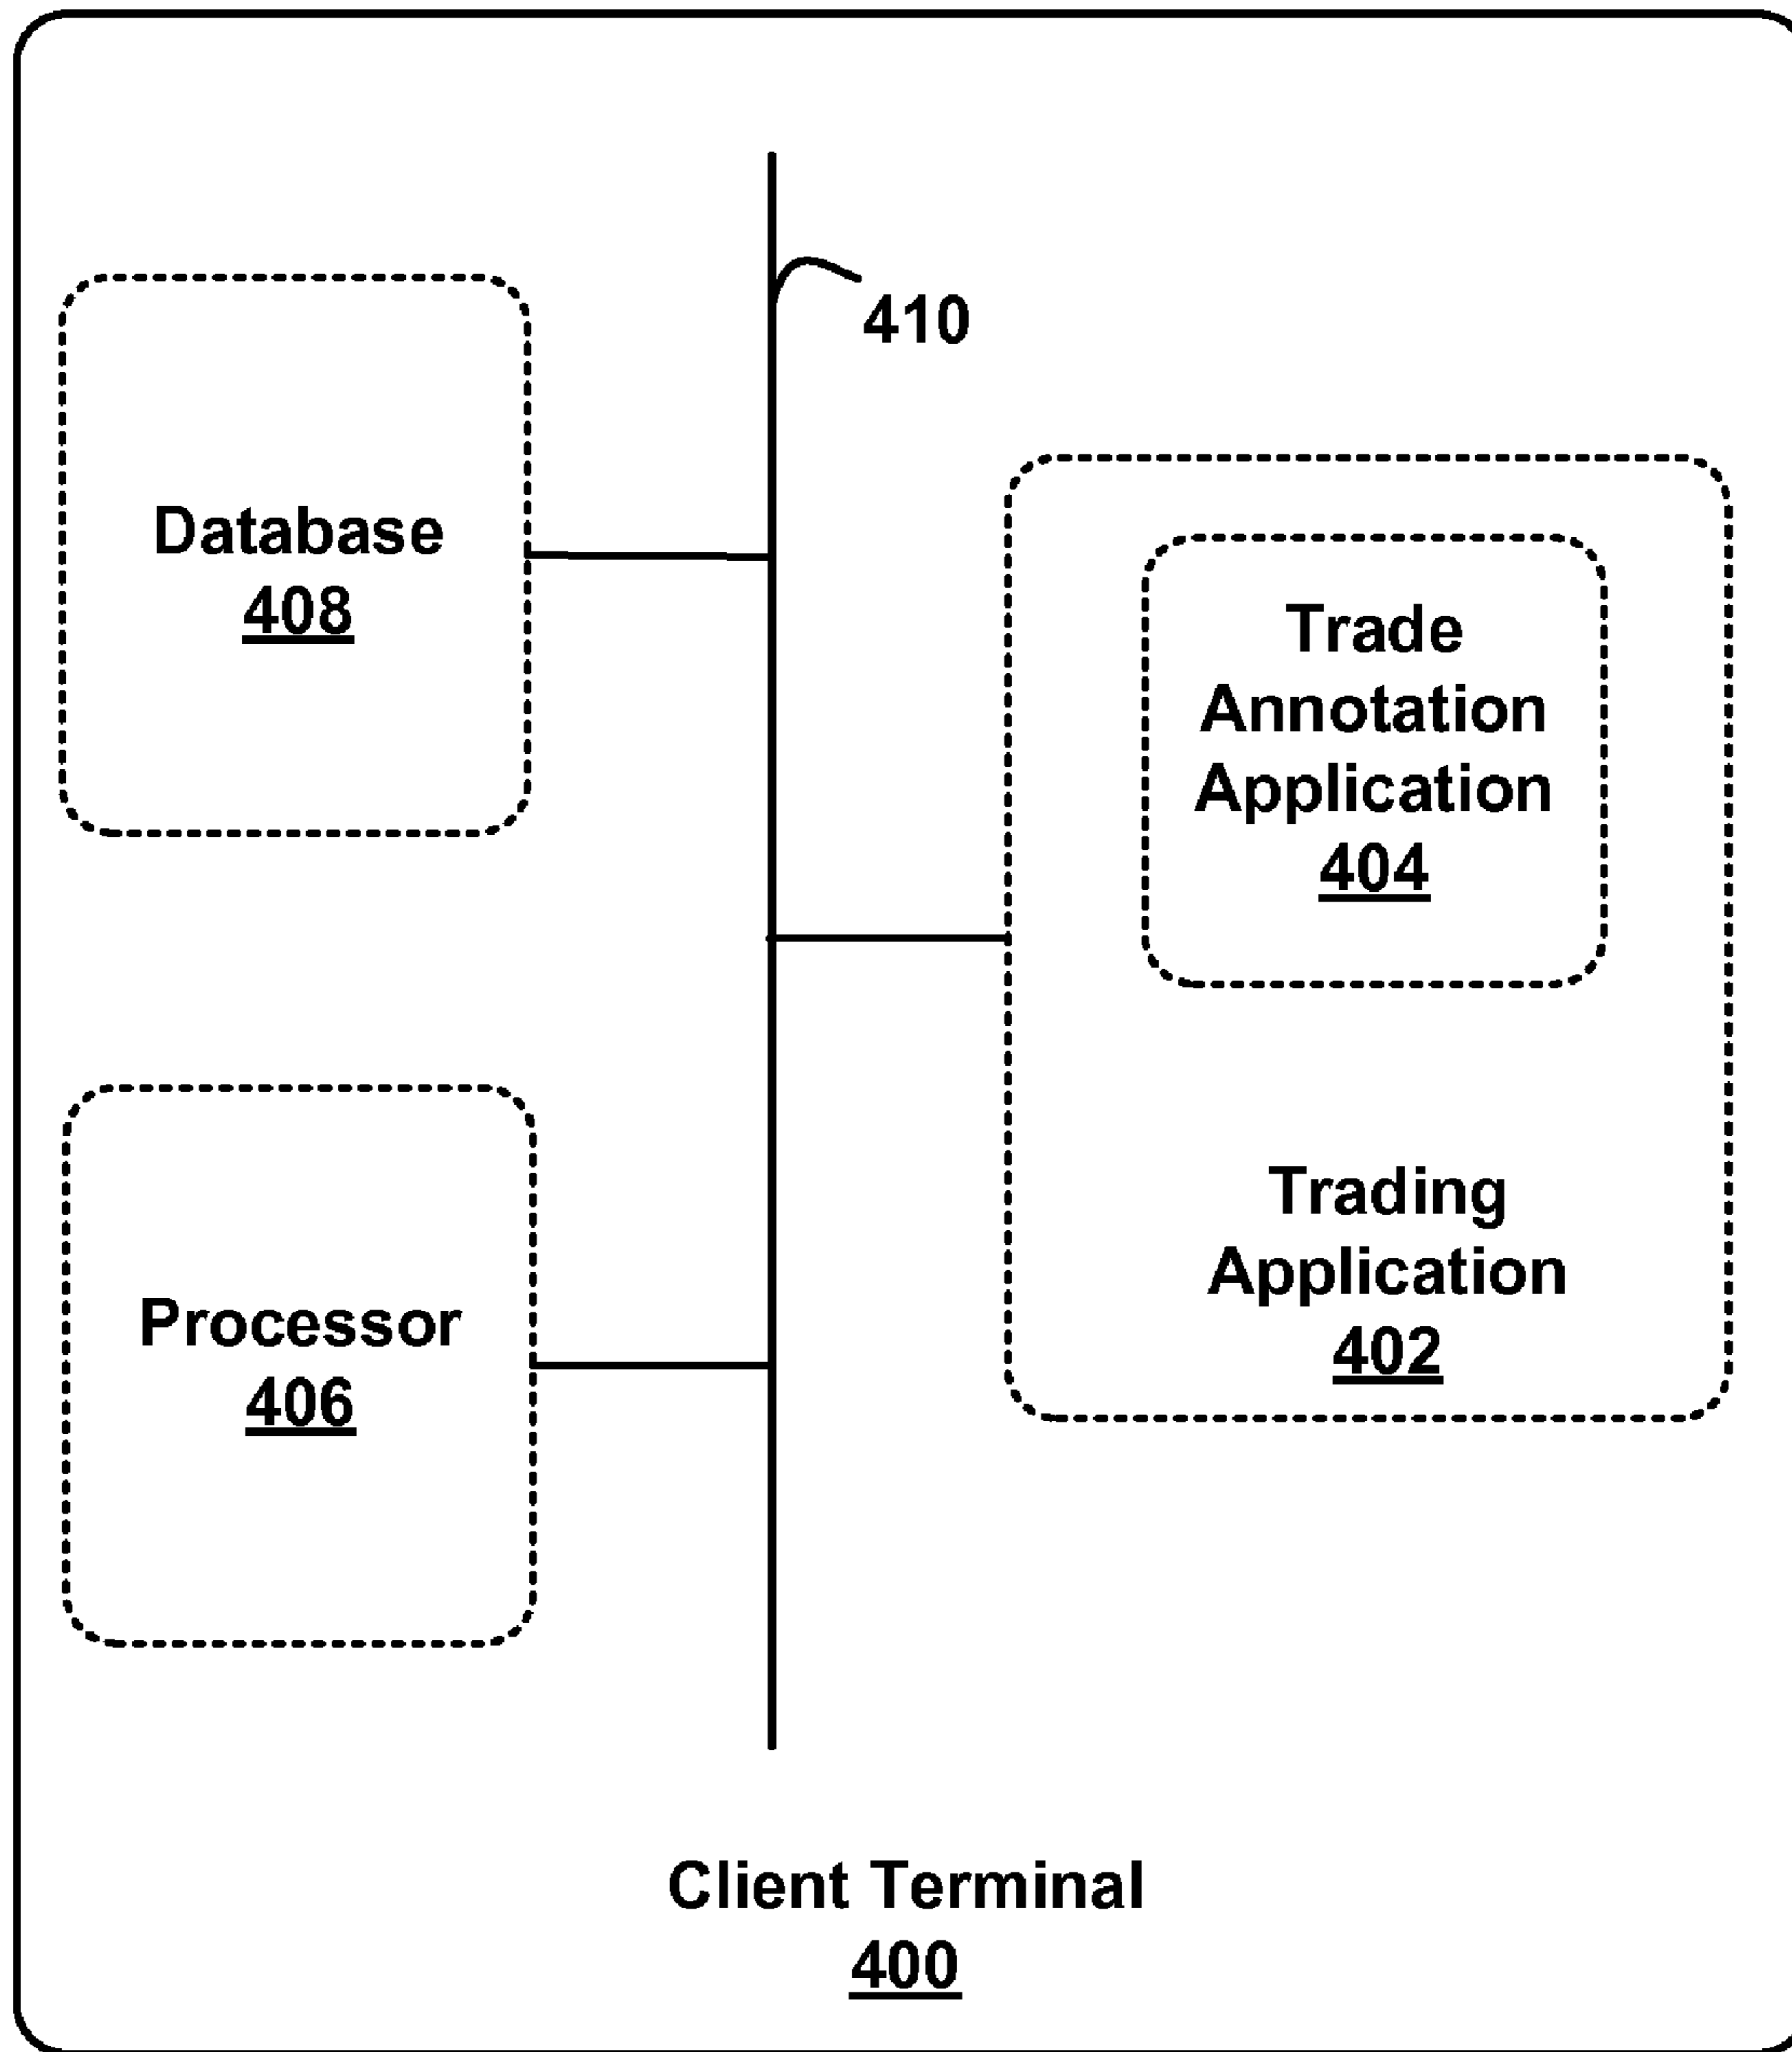 410
Database
408
Trade
Annotation
Application
404
Trading
Application
402
Processor
406
Client Terminal
400